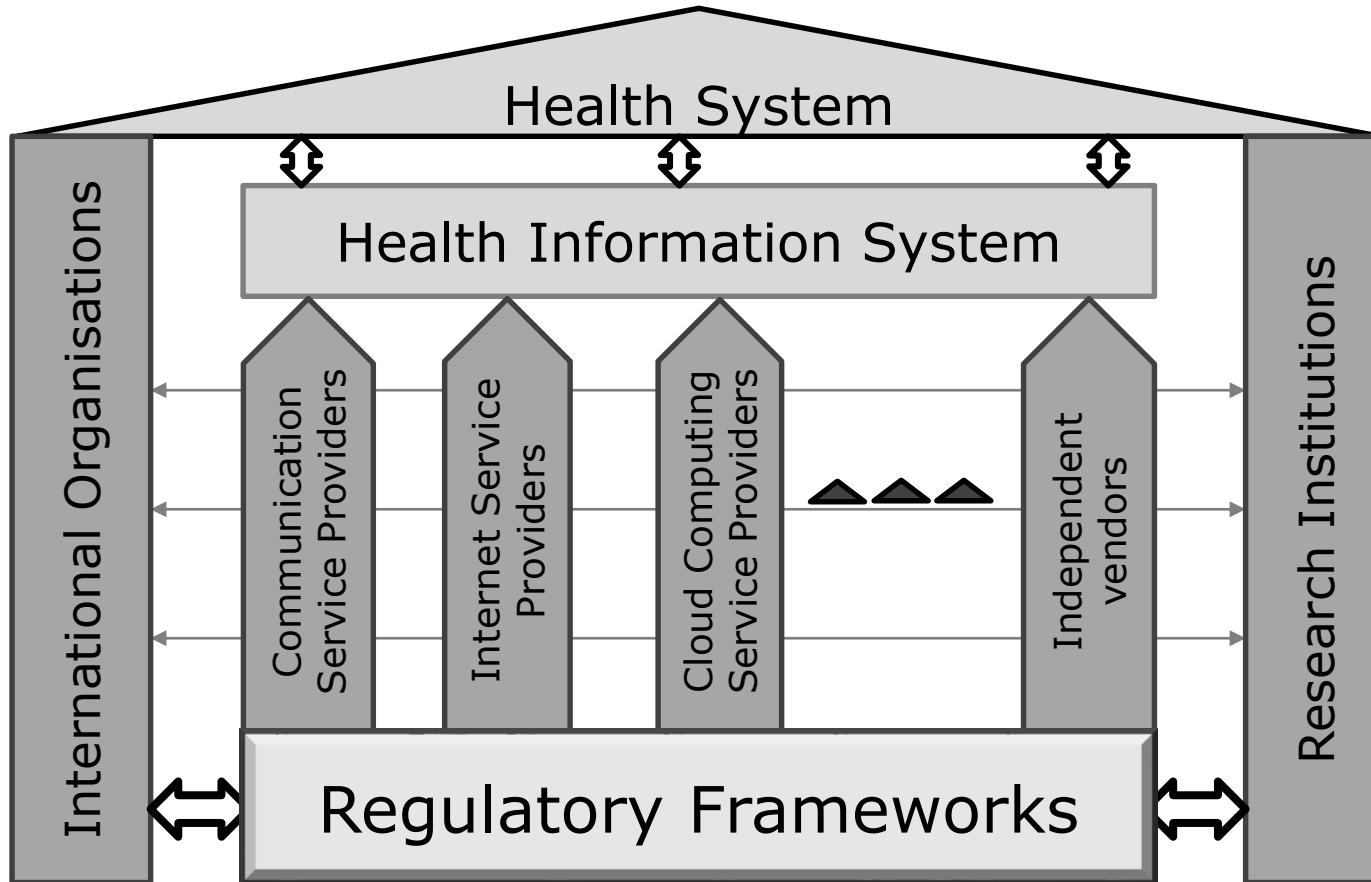 Health System
Health Information System
International Organisations
Communication
Service Providers
Internet Service
Providers
Cloud Computing
Service Providers
Independent
vendors
Research Institutions
Regulatory Frameworks